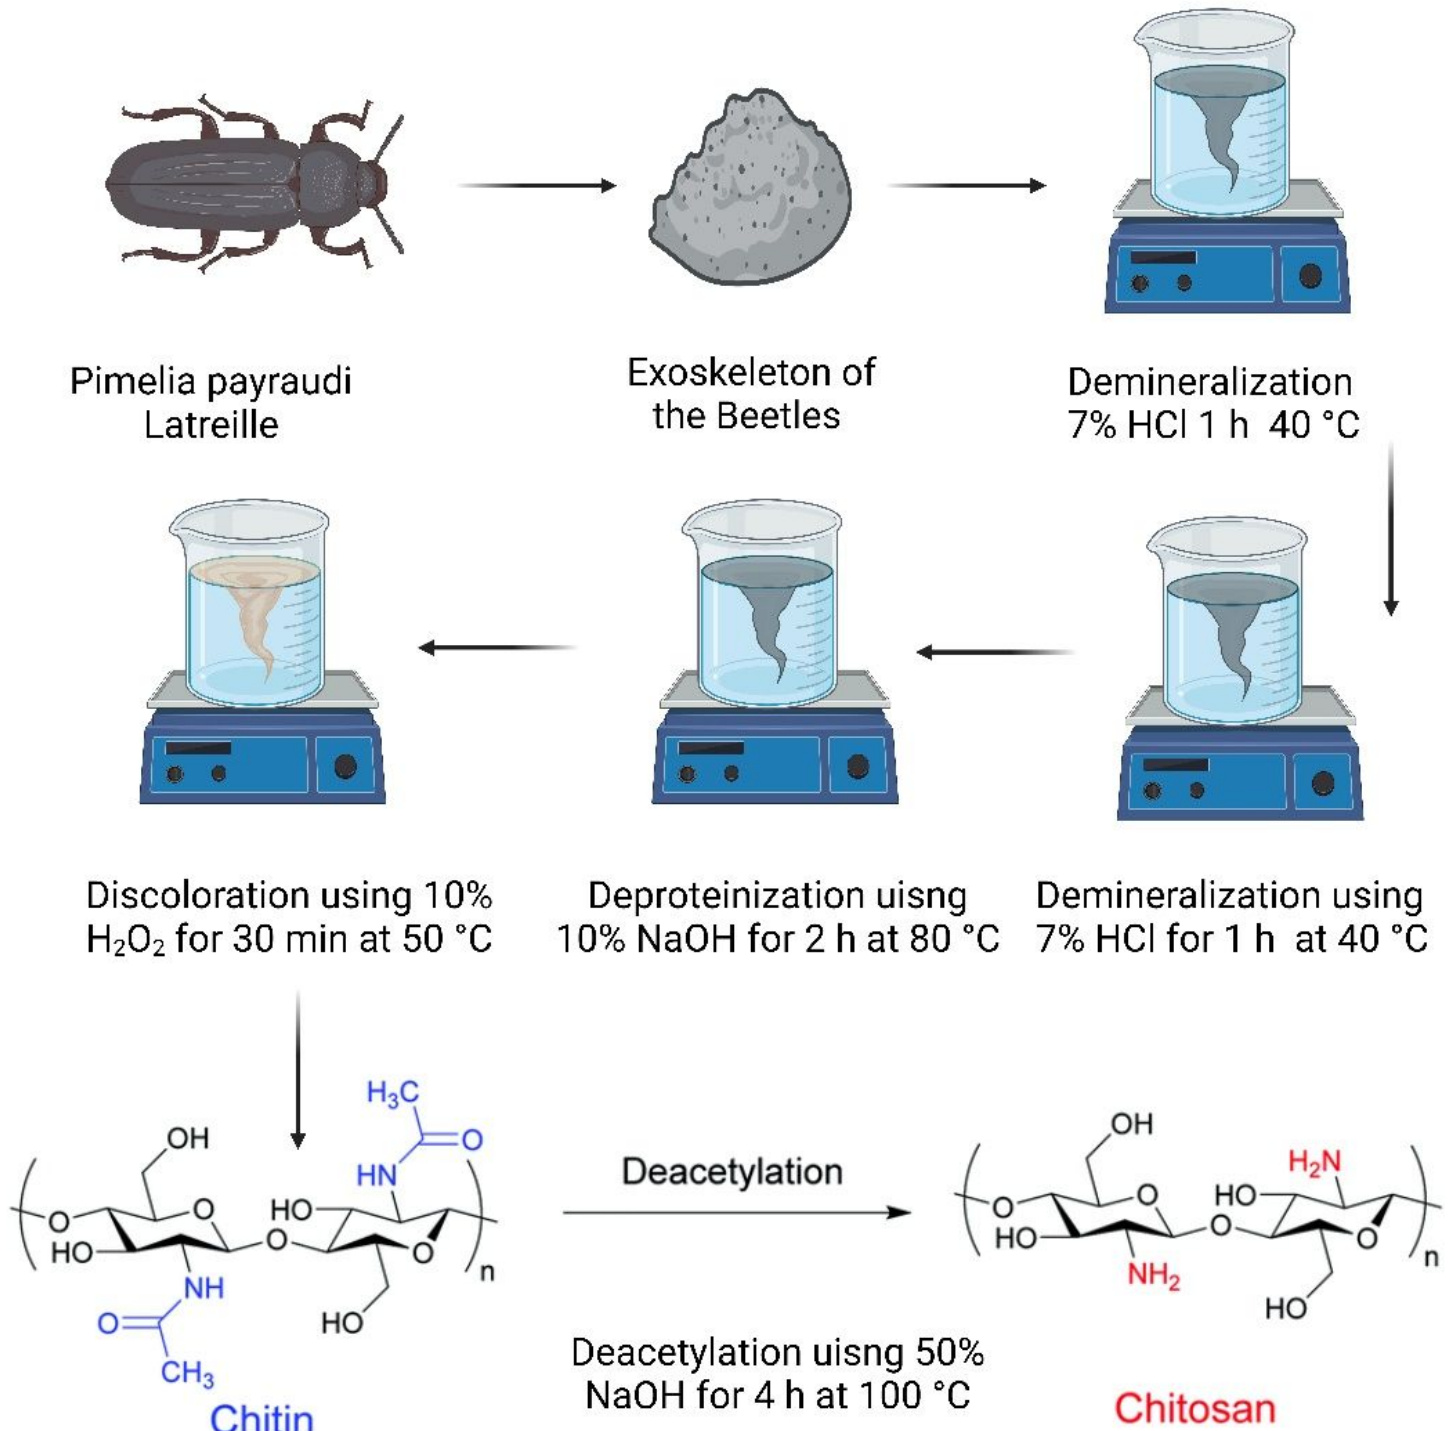 Pimelia payraudi
Latreille
Exoskeleton of
the Beetles
Demineralization
7% HCl 1 h 40 °C
Discoloration using 10%
H₂O₂ for 30 min at 50 °C
Deproteinization uisng
10% NaOH for 2 h at 80 °C
Demineralization using
7% HCl for 1 h at 40 °C
H₃C
O
HN
OH
O
O
HO
HO
O
O
n
NH
O
HO
CH₃
Chitin
Deacetylation
Deacetylation uisng 50%
NaOH for 4 h at 100 °C
OH
H₂N
O
O
HO
HO
O
O
n
NH₂
HO
Chitosan